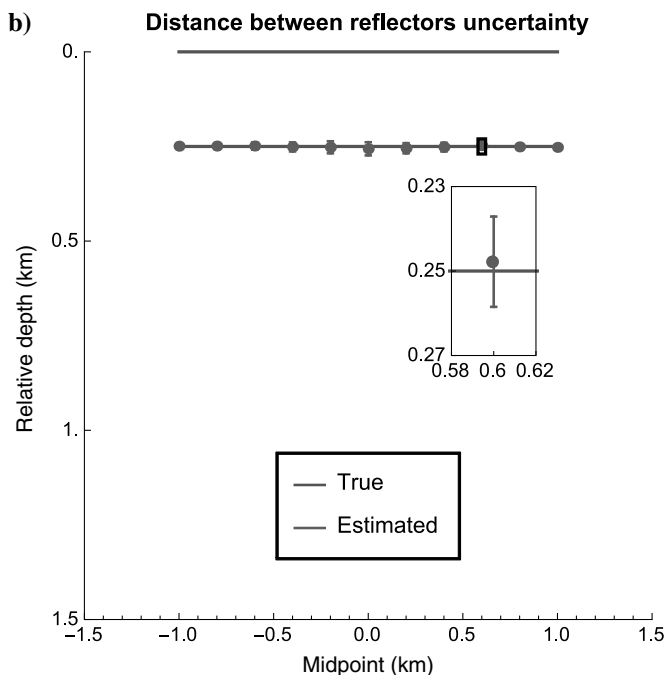 b) Distance between reflectors uncertainty
0.
0.5
1.
1.5
Relative depth (km)
0.23
0.25
0.27
0.58 0.6 0.62
True
Estimated
−1.5 −1.0 −0.5 0.0 0.5 1.0 1.5
Midpoint (km)